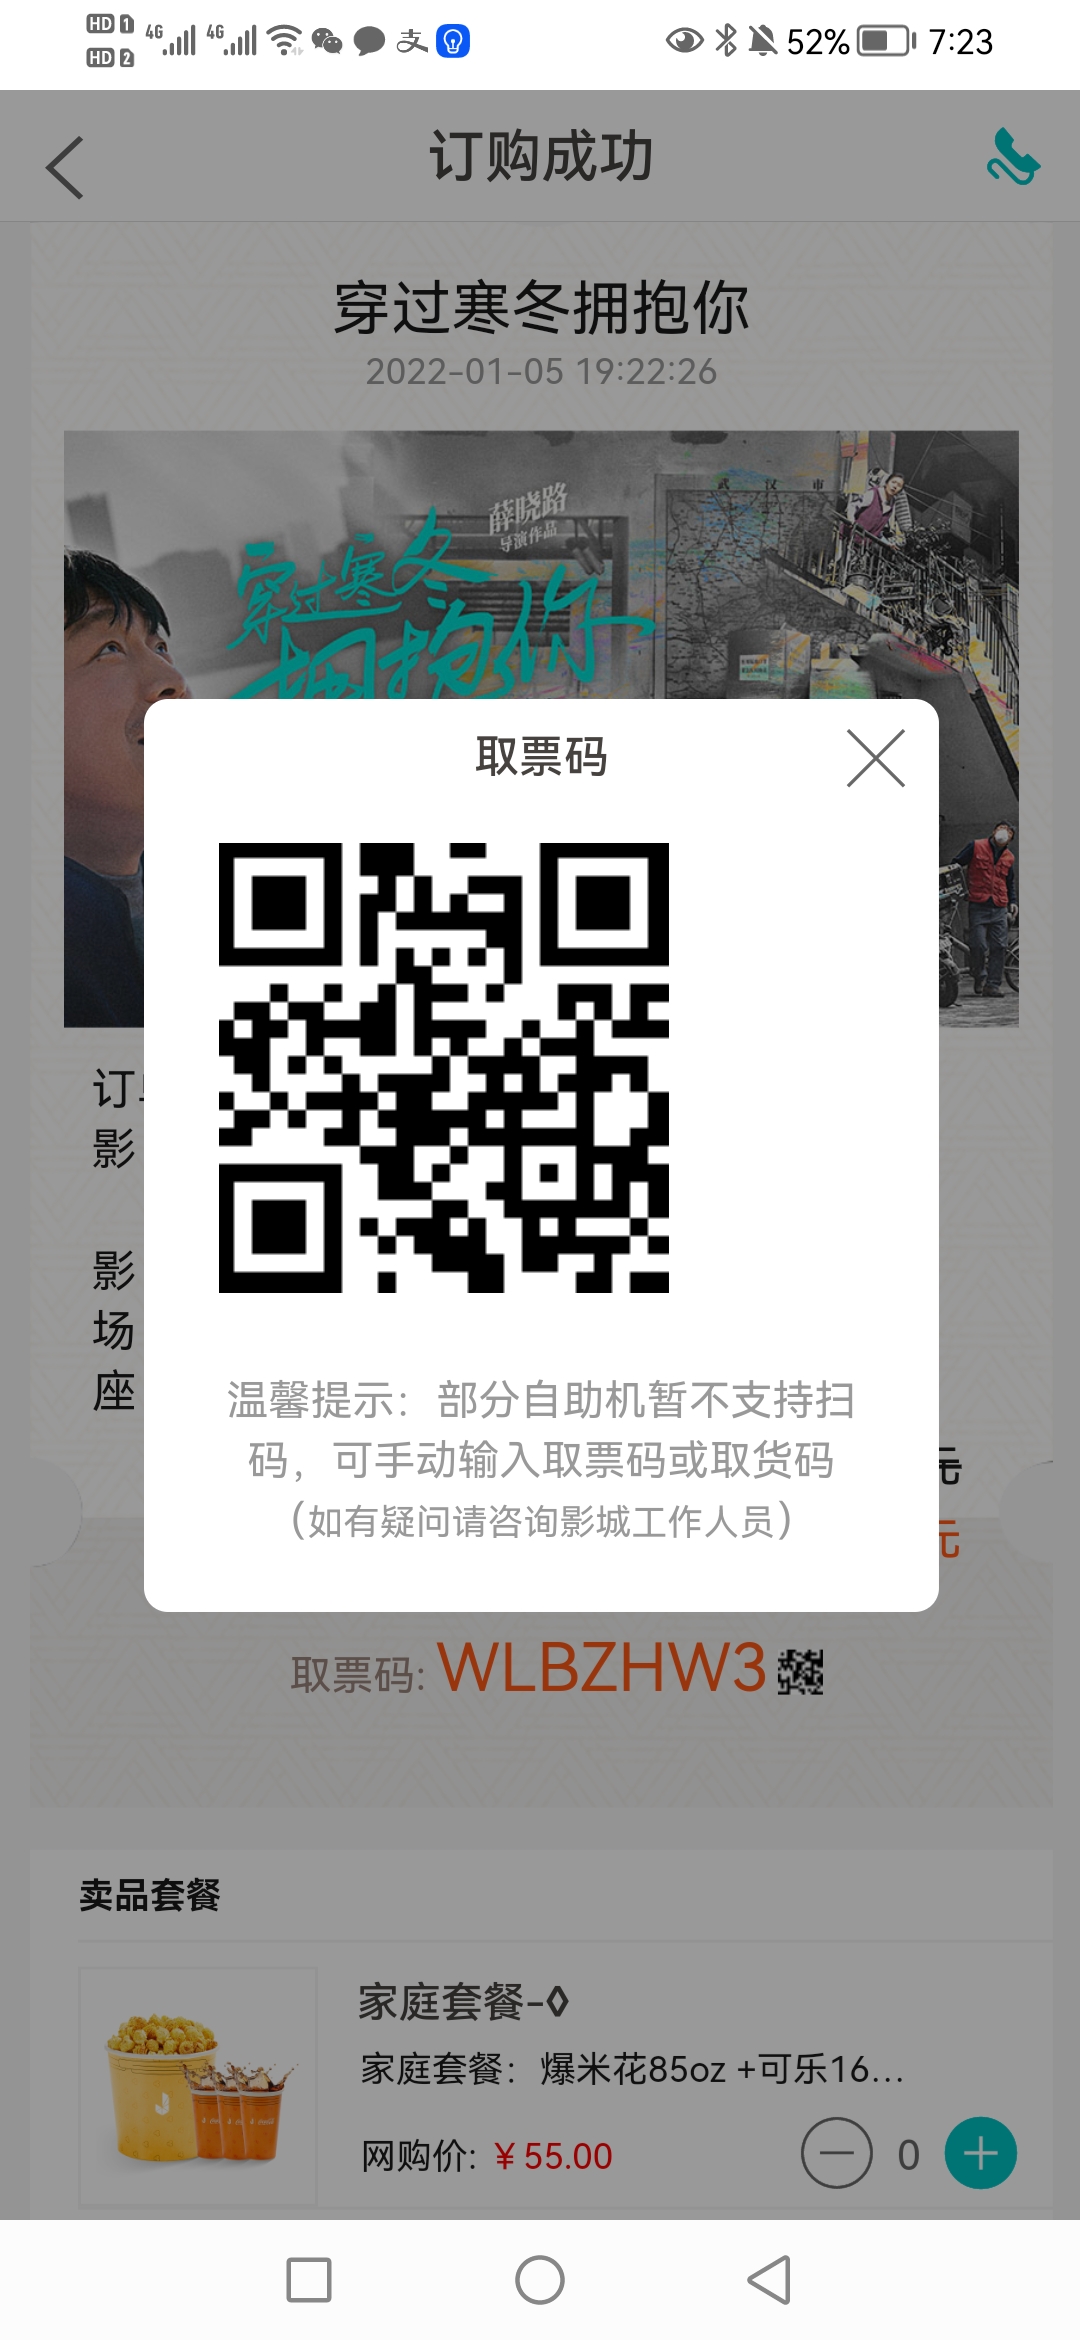 HD 1 4G 4G 支 52% 7:23
HD 2
订购成功
穿过寒冬拥抱你
2022-01-05 19:22:26
武汉市
薛晓路
导演作品
穿过寒冬
拥抱你
取票码
订
影
影
场
座
温馨提示：部分自助机暂不支持扫
码，可手动输入取票码或取货码
（如有疑问请咨询影城工作人员）
元
元
取票码: WLBZHW3
卖品套餐
家庭套餐-◊
家庭套餐：爆米花85oz +可乐16...
网购价: ￥55.00
0